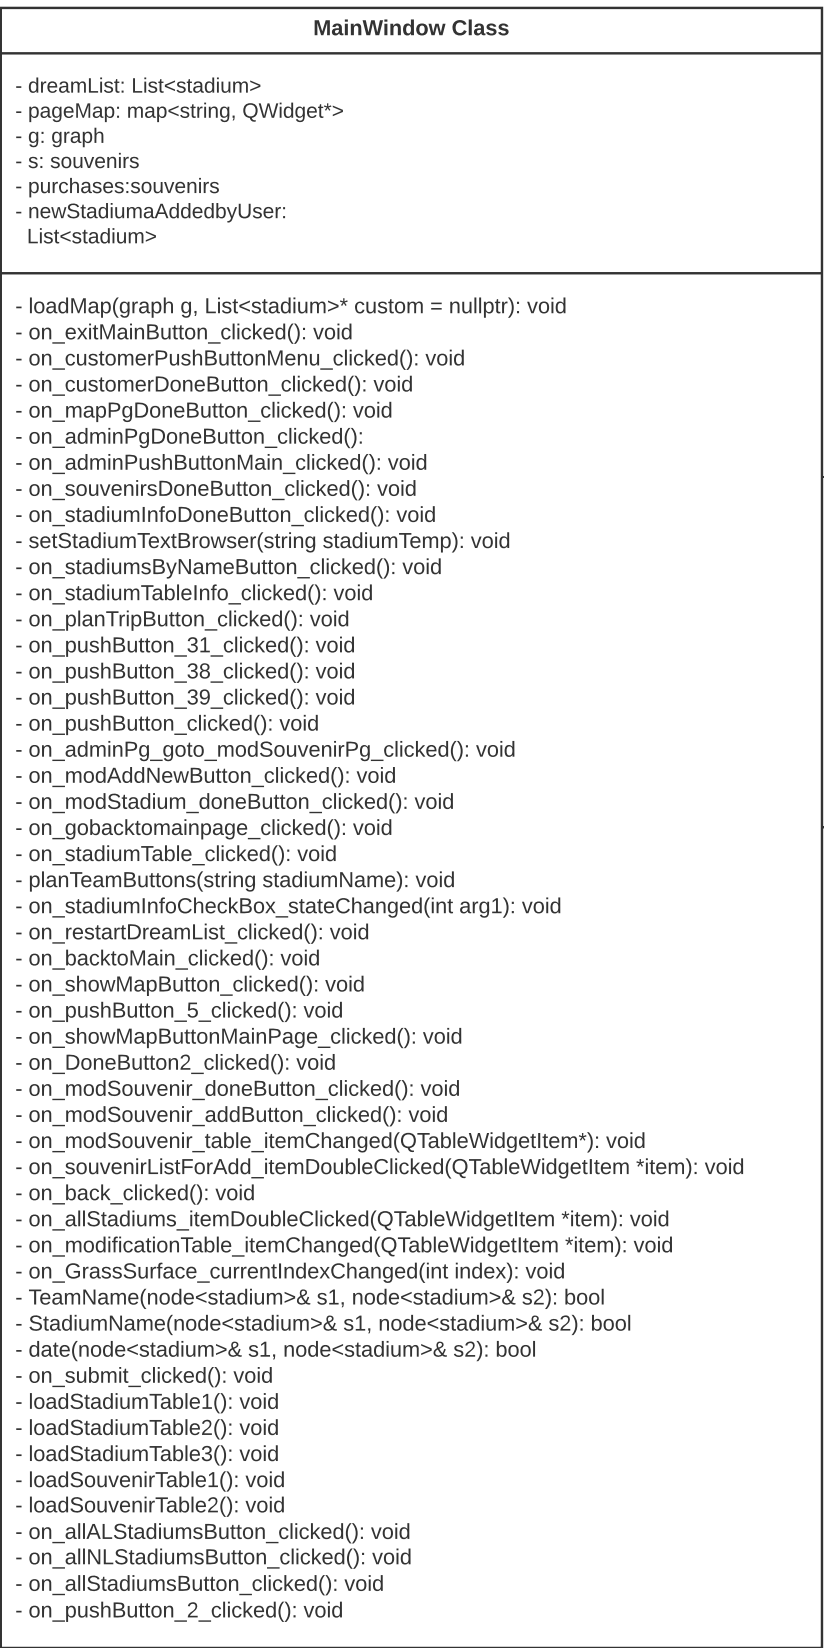 MainWindow Class
- dreamList: List<stadium>
- pageMap: map<string, QWidget*>
- g: graph
- s: souvenirs
- purchases:souvenirs
- newStadiumaAddedbyUser:
List<stadium>
- loadMap(graph g, List<stadium>* custom = nullptr): void
- on_exitMainButton_clicked(): void
- on_customerPushButtonMenu_clicked(): void
- on_customerDoneButton_clicked(): void
- on_mapPgDoneButton_clicked(): void
- on_adminPgDoneButton_clicked():
- on_adminPushButtonMain_clicked(): void
- on_souvenirsDoneButton_clicked(): void
- on_stadiumInfoDoneButton_clicked(): void
- setStadiumTextBrowser(string stadiumTemp): void
- on_stadiumsByNameButton_clicked(): void
- on_stadiumTableInfo_clicked(): void
- on_planTripButton_clicked(): void
- on_pushButton_31_clicked(): void
- on_pushButton_38_clicked(): void
- on_pushButton_39_clicked(): void
- on_pushButton_clicked(): void
- on_adminPg_goto_modSouvenirPg_clicked(): void
- on_modAddNewButton_clicked(): void
- on_modStadium_doneButton_clicked(): void
- on_gobacktomainpage_clicked(): void
- on_stadiumTable_clicked(): void
- planTeamButtons(string stadiumName): void
- on_stadiumInfoCheckBox_stateChanged(int arg1): void
- on_restartDreamList_clicked(): void
- on_backtoMain_clicked(): void
- on_showMapButton_clicked(): void
- on_pushButton_5_clicked(): void
- on_showMapButtonMainPage_clicked(): void
- on_DoneButton2_clicked(): void
- on_modSouvenir_doneButton_clicked(): void
- on_modSouvenir_addButton_clicked(): void
- on_modSouvenir_table_itemChanged(QTableWidgetItem*): void
- on_souvenirListForAdd_itemDoubleClicked(QTableWidgetItem *item): void
- on_back_clicked(): void
- on_allStadiums_itemDoubleClicked(QTableWidgetItem *item): void
- on_modificationTable_itemChanged(QTableWidgetItem *item): void
- on_GrassSurface_currentIndexChanged(int index): void
- TeamName(node<stadium>& s1, node<stadium>& s2): bool
- StadiumName(node<stadium>& s1, node<stadium>& s2): bool
- date(node<stadium>& s1, node<stadium>& s2): bool
- on_submit_clicked(): void
- loadStadiumTable1(): void
- loadStadiumTable2(): void
- loadStadiumTable3(): void
- loadSouvenirTable1(): void
- loadSouvenirTable2(): void
- on_allALStadiumsButton_clicked(): void
- on_allNLStadiumsButton_clicked(): void
- on_allStadiumsButton_clicked(): void
- on_pushButton_2_clicked(): void